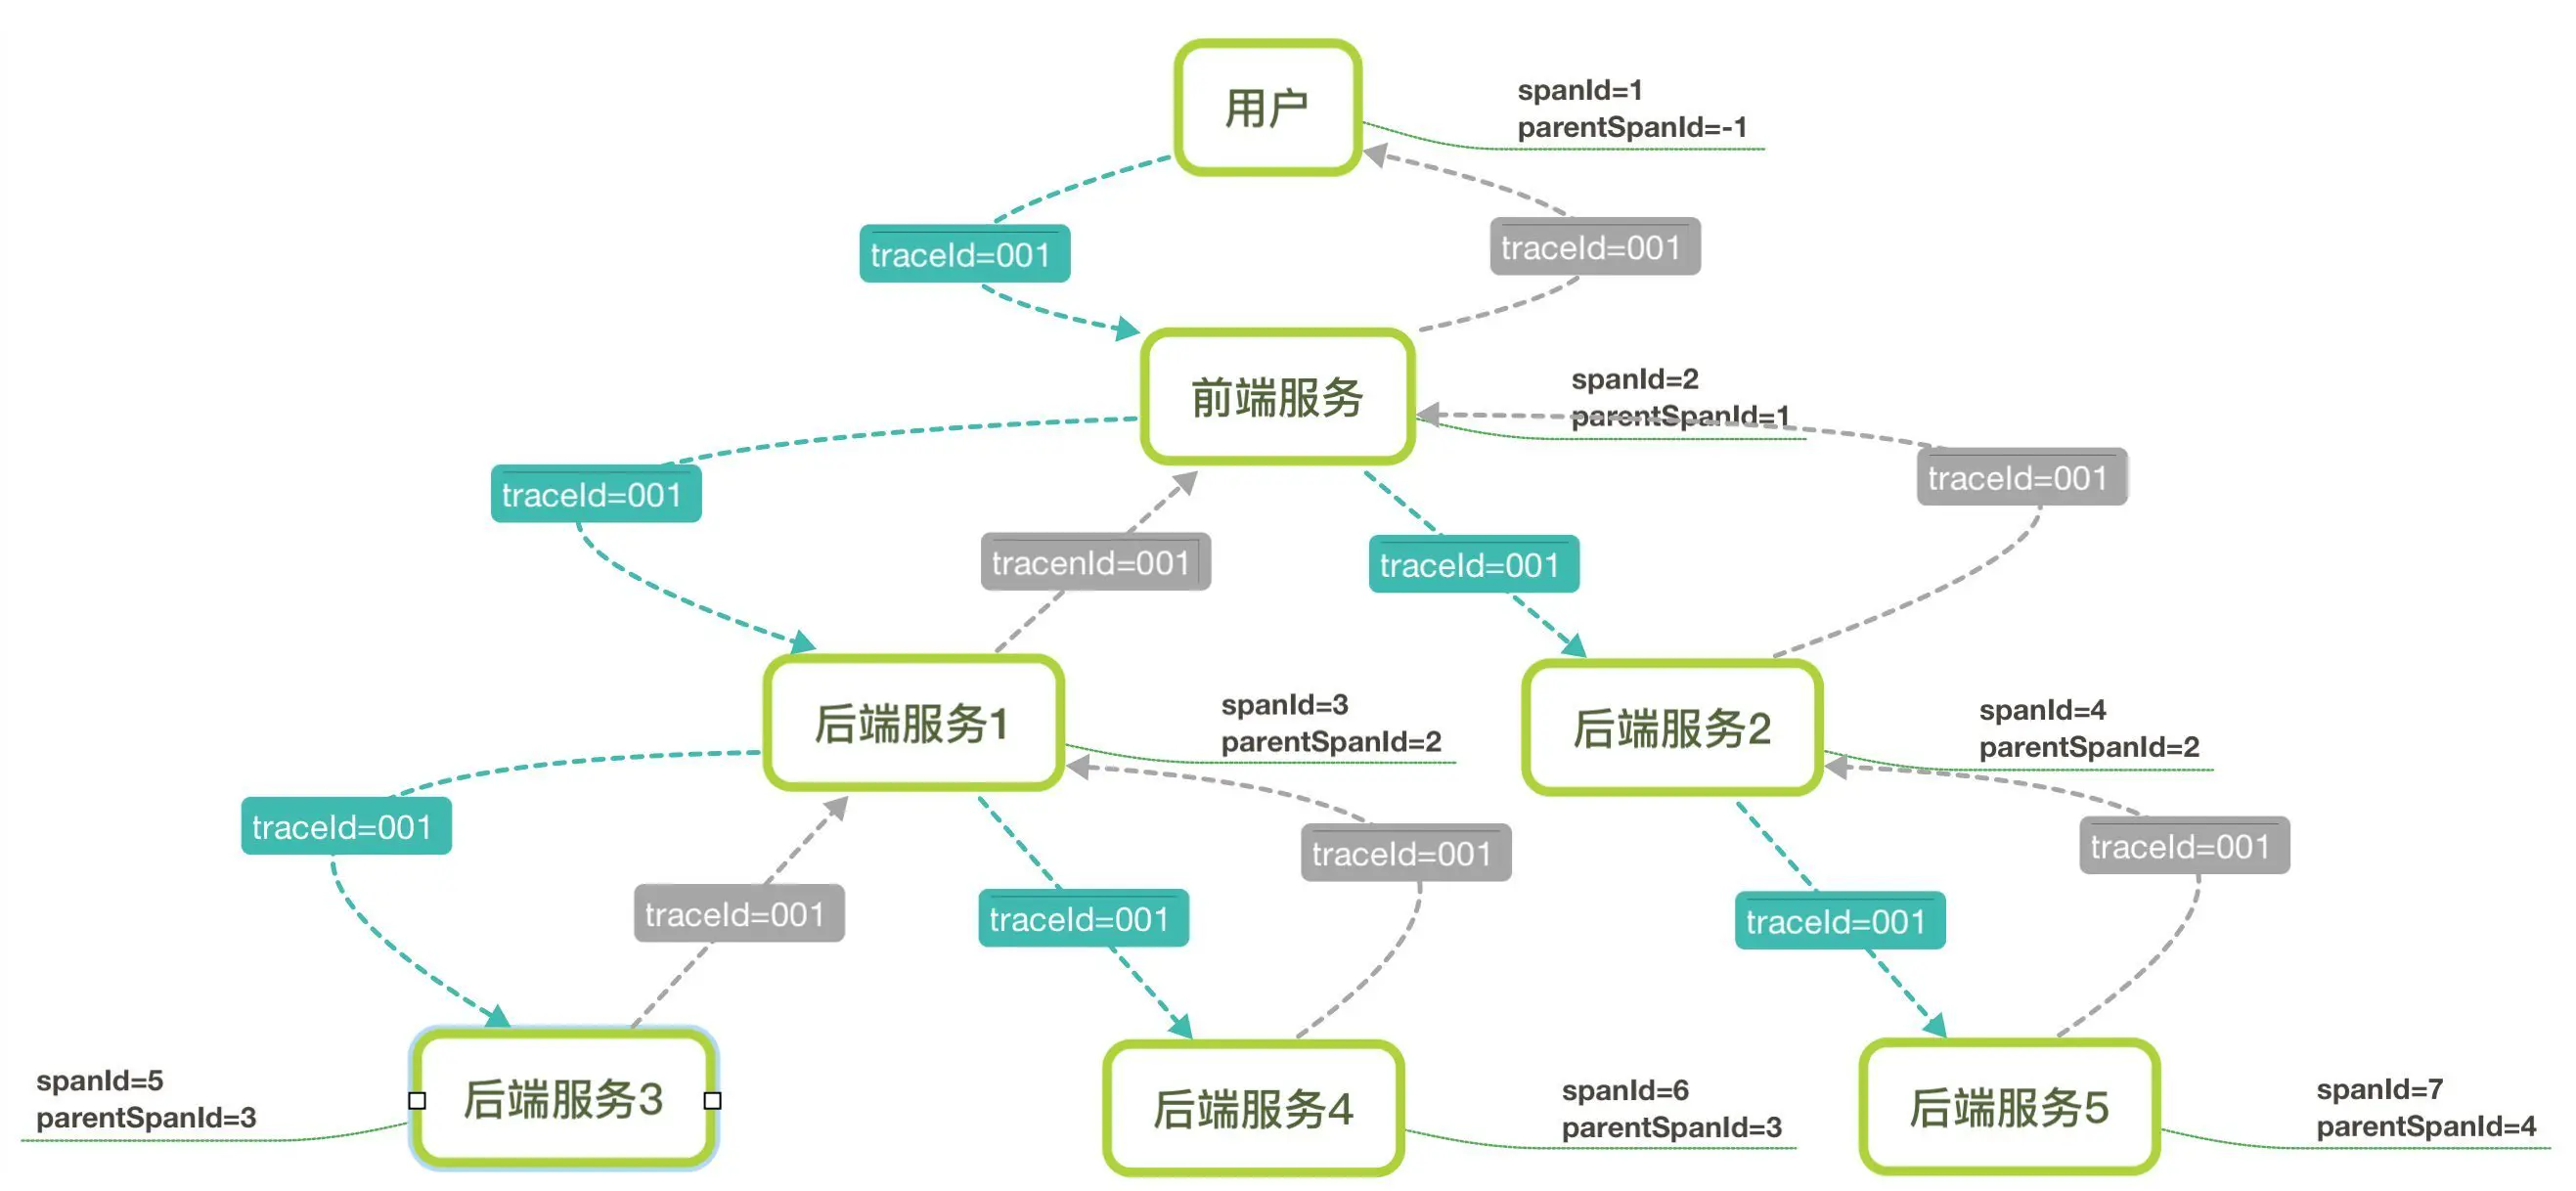 用户
spanId=1
parentSpanId=-1
traceId=001
traceId=001
前端服务
spanId=2
parentSpanId=1
traceId=001
traceId=001
tracenId=001
traceId=001
后端服务1
spanId=3
parentSpanId=2
后端服务2
spanId=4
parentSpanId=2
traceId=001
traceId=001
traceId=001
traceId=001
traceId=001
traceId=001
后端服务3
spanId=5
parentSpanId=3
后端服务4
spanId=6
parentSpanId=3
后端服务5
spanId=7
parentSpanId=4